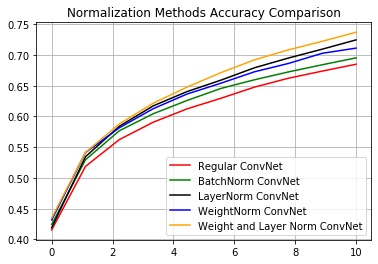 Normalization Methods Accuracy Comparison
0.75
0.70
0.65
0.60
0.55
0.50
0.45
0.40
Regular ConvNet
BatchNorm ConvNet
LayerNorm ConvNet
WeightNorm ConvNet
Weight and Layer Norm ConvNet
0 2 4 6 8 10